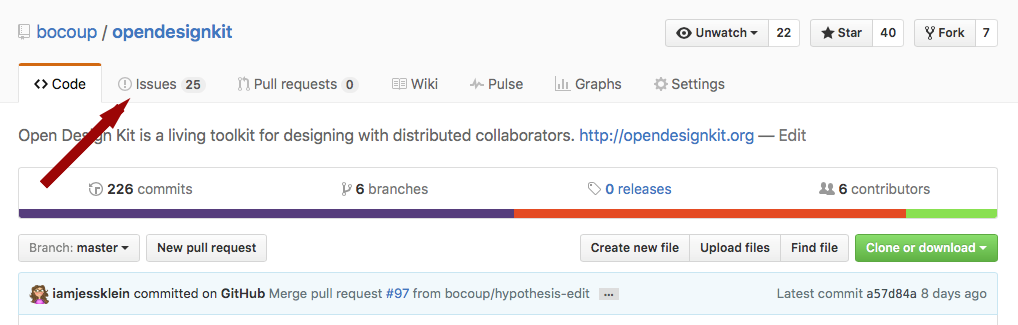 bocoup / opendesignkit Unwatch 22 Star 40 Fork 7
Code Issues 25 Pull requests 0 Wiki Pulse Graphs Settings
Open Design Kit is a living toolkit for designing with distributed collaborators. http://opendesignkit.org — Edit
226 commits 6 branches 0 releases 6 contributors
Branch: master New pull request Create new file Upload files Find file Clone or download
iamjessklein committed on GitHub Merge pull request #97 from bocoup/hypothesis-edit ... Latest commit a57d84a 8 days ago